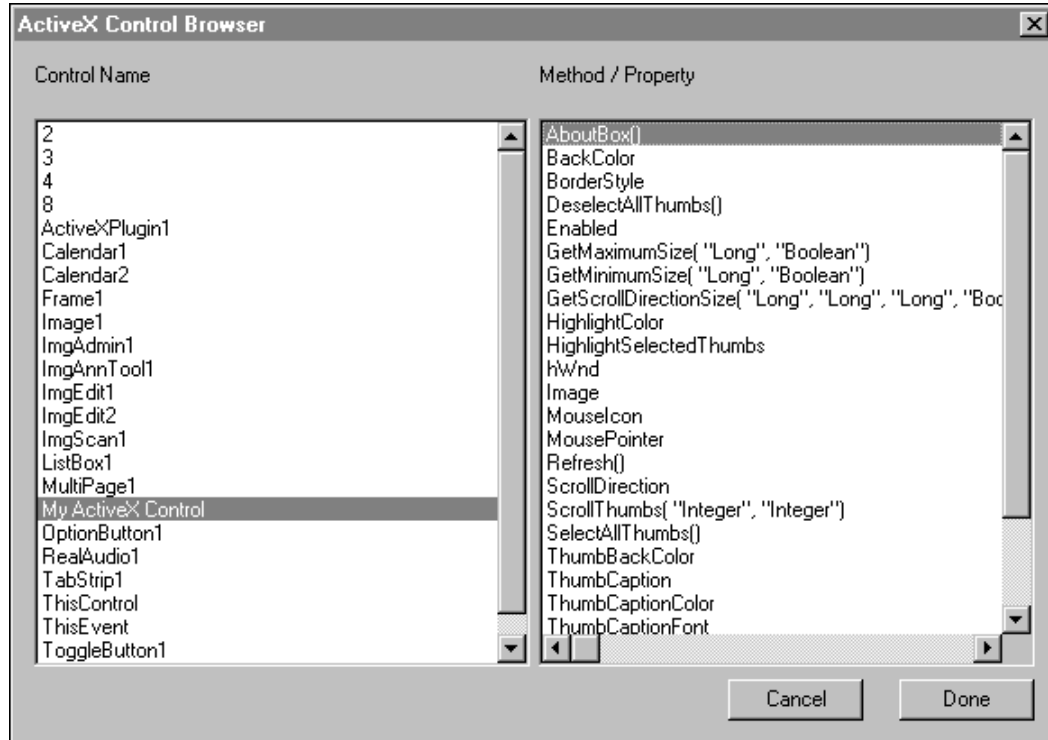 ActiveX Control Browser
Control Name
Method / Property
2
3
4
8
ActiveXPlugin1
Calendar1
Calendar2
Frame1
Image1
ImgAdmin1
ImgAnnTool1
ImgEdit1
ImgEdit2
ImgScan1
ListBox1
MultiPage1
My ActiveX Control
OptionButton1
RealAudio1
TabStrip1
ThisControl
ThisEvent
ToggleButton1
AboutBox()
BackColor
BorderStyle
DeselectAllThumbs()
Enabled
GetMaximumSize( "Long", "Boolean")
GetMinimumSize( "Long", "Boolean")
GetScrollDirectionSize( "Long", "Long", "Long", "Boo
HighlightColor
HighlightSelectedThumbs
hWnd
Image
MouseIcon
MousePointer
Refresh()
ScrollDirection
ScrollThumbs( "Integer", "Integer")
SelectAllThumbs()
ThumbBackColor
ThumbCaption
ThumbCaptionColor
ThumbCaptionFont
Cancel
Done